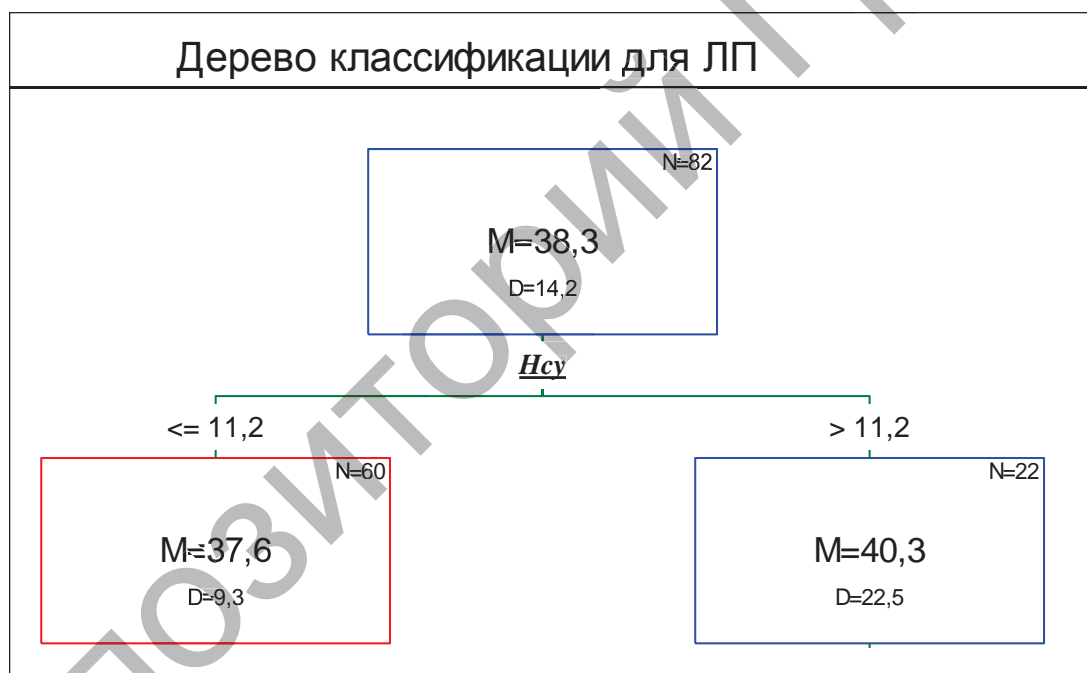 Дерево классификации для ЛП
N=82
M=38,3
D=14,2
Hcy
<= 11,2
> 11,2
N=60
M=37,6
D=9,3
N=22
M=40,3
D=22,5
позиторий Г